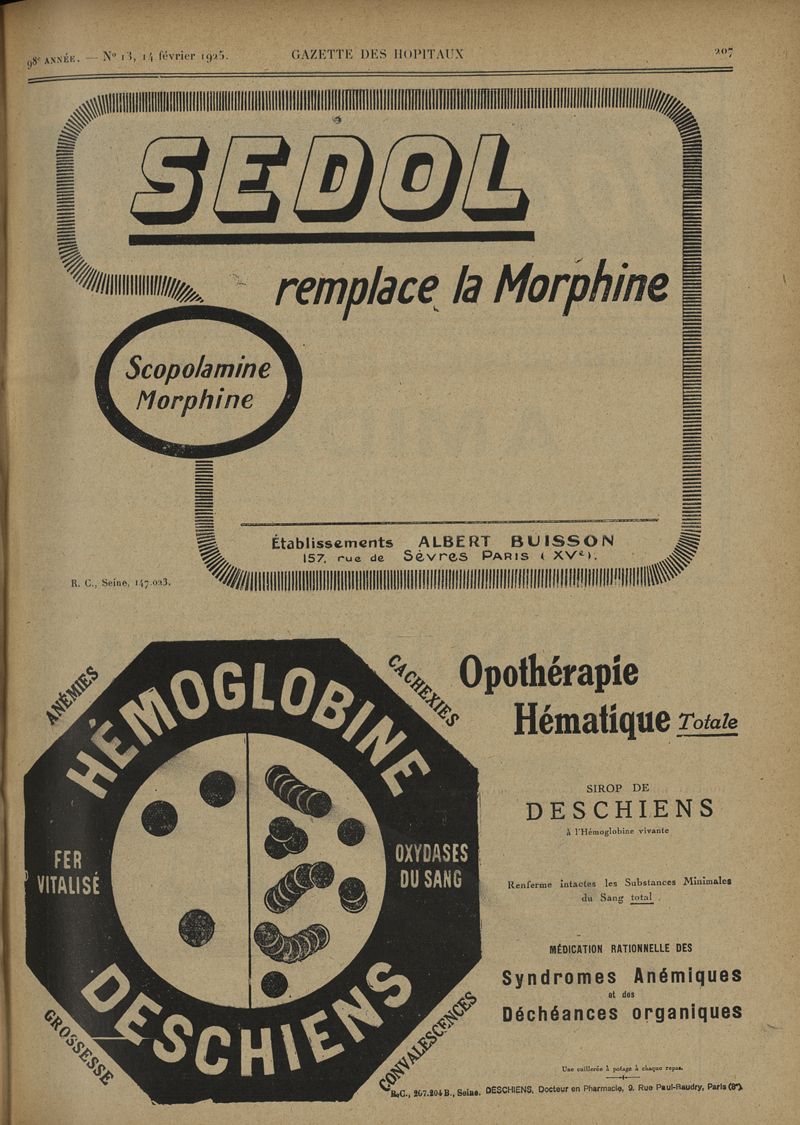 98e ANNÉE. — No 13, 14 février 1925. GAZETTE DES HOPITAUX 207
SEDOL
remplace la Morphine
Scopolamine
Morphine
Établissements ALBERT BUISSON
157, rue de Sèvres PARIS (XVe).
R. C., Seine, 147.023.
ANÉMIES
CACHEXIES
HÉMOGLOBINE
FER
VITALISÉ
OXYDASES
DU SANG
DESCHIENS
GROSSESSE
CONVALESCENCES
Opothérapie
Hématique Totale
SIROP DE
DESCHIENS
à l'Hémoglobine vivante
Renferme intactes les Substances Minimales
du Sang total.
MÉDICATION RATIONNELLE DES
Syndromes Anémiques
et des
Déchéances organiques
Une cuillerée à potage à chaque repas.
R.C., 207.204 B., Seine. DESCHIENS, Docteur en Pharmacie, 9, Rue Paul-Baudry, Paris (8e).